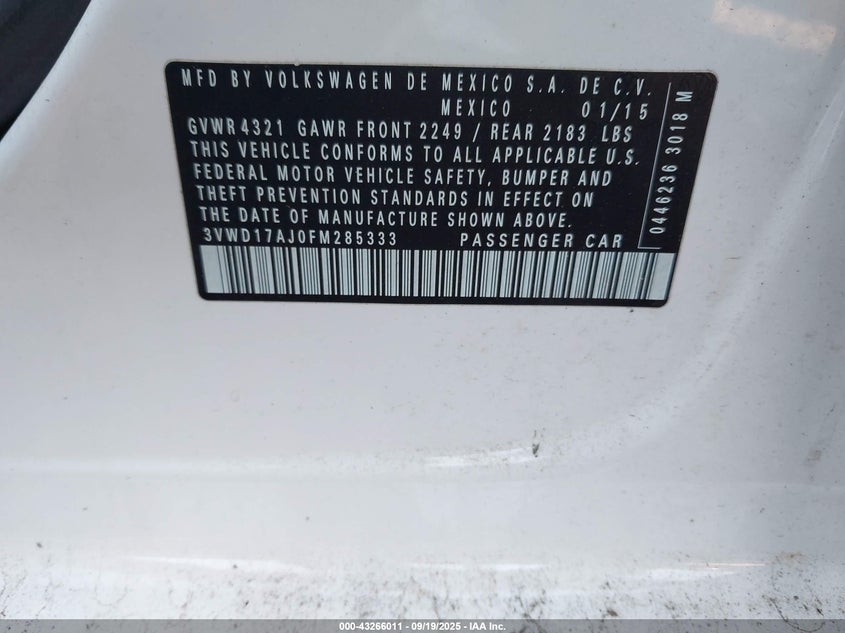 MFD BY VOLKSWAGEN DE MEXICO S.A. DE C.V.
MEXICO 01/15
GVWR 4321 GAWR FRONT 2249 / REAR 2183 LBS
THIS VEHICLE CONFORMS TO ALL APPLICABLE U.S.
FEDERAL MOTOR VEHICLE SAFETY, BUMPER AND
THEFT PREVENTION STANDARDS IN EFFECT ON
THE DATE OF MANUFACTURE SHOWN ABOVE.
3VWD17AJ0FM285333 PASSENGER CAR
0446236 3018 M
000-43266011 - 09/19/2025 - IAA Inc.